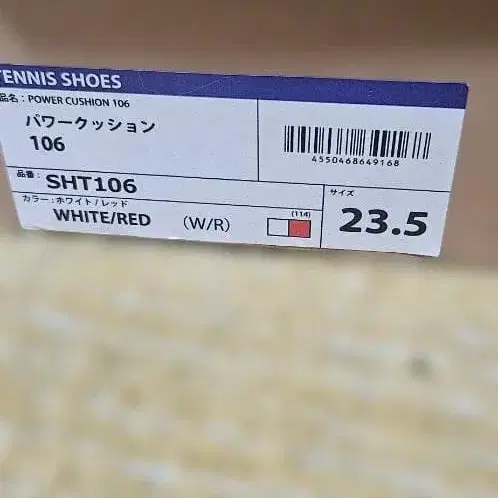 TENNIS SHOES
品名：POWER CUSHION 106
パワークッション
106
4550468649168
品番：
SHT106
カラー：ホワイト/レッド
WHITE/RED (W/R)
(114)
サイズ
23.5